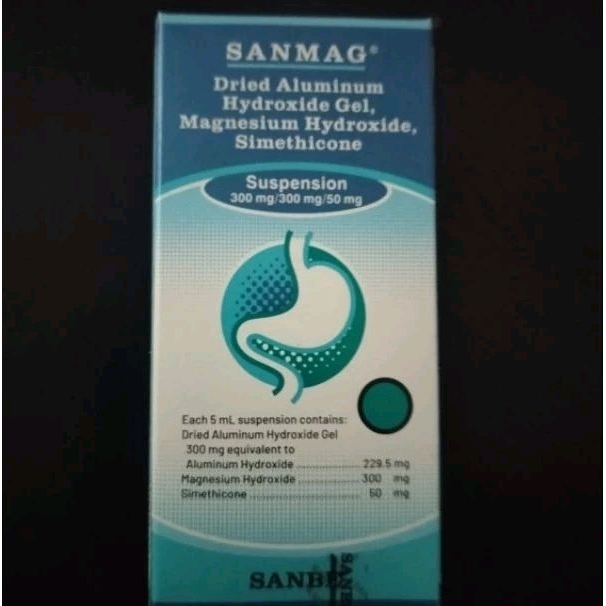 SANMAG®
Dried Aluminum
Hydroxide Gel,
Magnesium Hydroxide,
Simethicone
Suspension
300 mg/300 mg/50 mg
Each 5 mL suspension contains:
Dried Aluminum Hydroxide Gel
300 mg equivalent to
Aluminum Hydroxide ........................ 229.5 mg
Magnesium Hydroxide ........................ 300 mg
Simethicone ........................ 50 mg